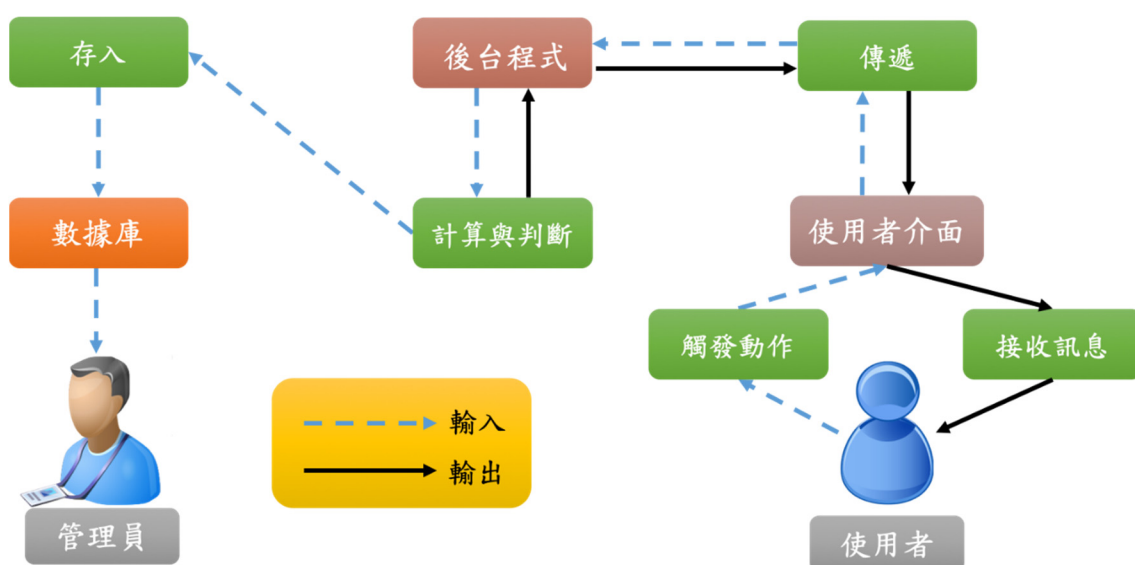 存入
後台程式
傳遞
數據庫
計算與判斷
使用者介面
觸發動作
接收訊息
輸入
輸出
管理員
使用者